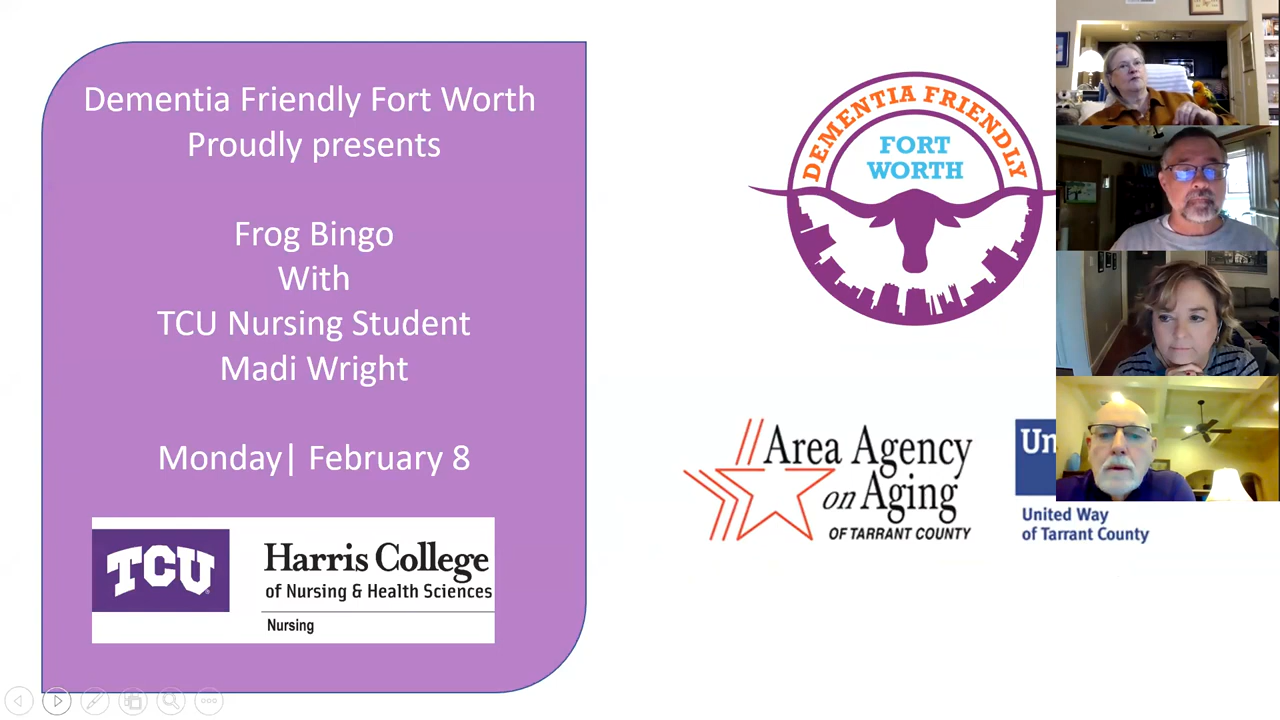 Dementia Friendly Fort Worth
Proudly presents
Frog Bingo
With
TCU Nursing Student
Madi Wright
Monday| February 8
TCU
Harris College
of Nursing & Health Sciences
Nursing
DEMENTIA FRIENDLY
FORT
WORTH
Area Agency
on Aging
OF TARRANT COUNTY
United Way
of Tarrant County